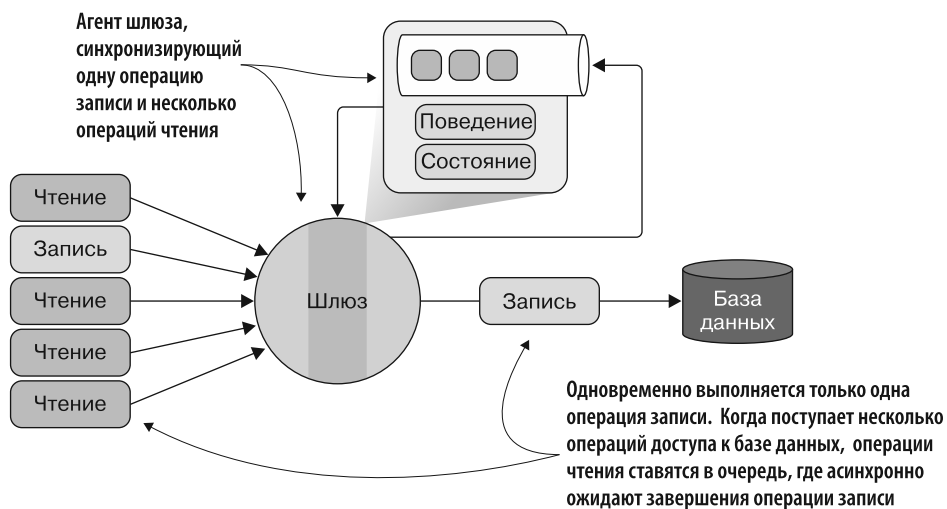 Агент шлюза,
синхронизирующий
одну операцию
записи и несколько
операций чтения
Поведение
Состояние
Чтение
Запись
Чтение
Чтение
Чтение
Шлюз
Запись
База
данных
Одновременно выполняется только одна
операция записи. Когда поступает несколько
операций доступа к базе данных, операции
чтения ставятся в очередь, где асинхронно
ожидают завершения операции записи